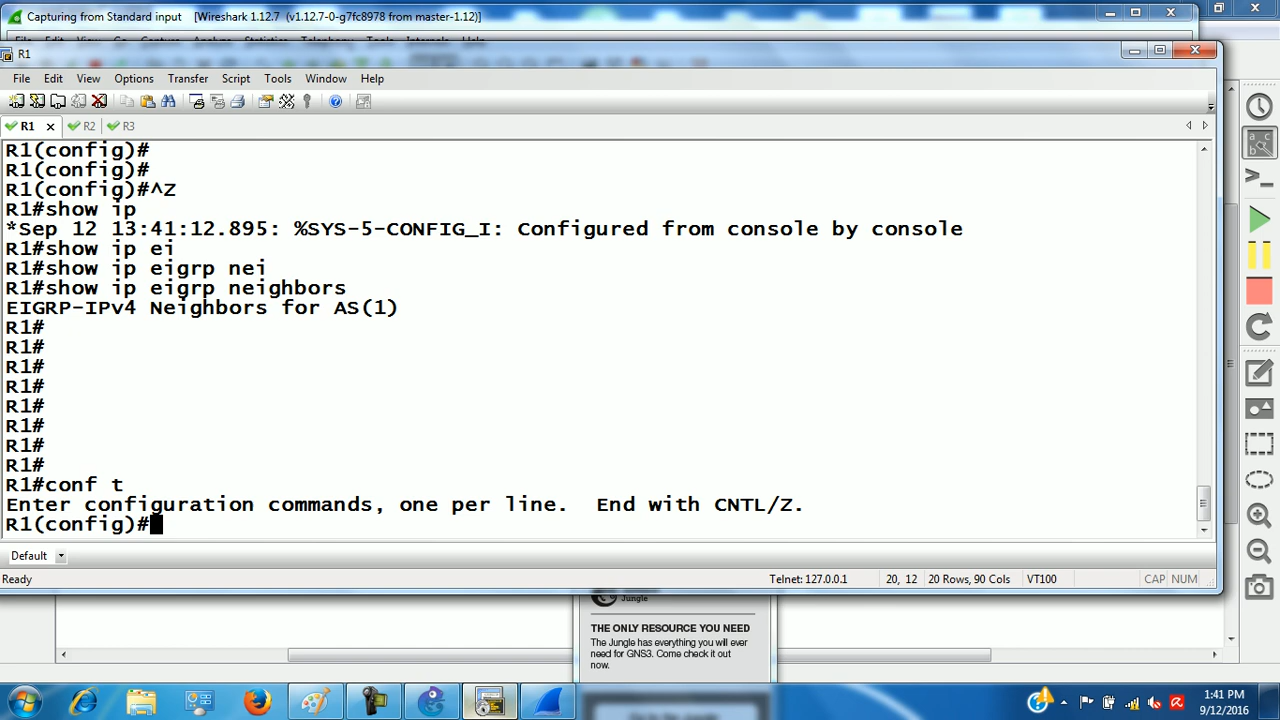 Capturing from Standard input [Wireshark 1.12.7 (v1.12.7-0-g7fc8978 from master-1.12)]
R1
File Edit View Options Transfer Script Tools Window Help
R1 R2 R3
R1(config)#
R1(config)#
R1(config)#^Z
R1#show ip
*Sep 12 13:41:12.895: %SYS-5-CONFIG_I: Configured from console by console
R1#show ip ei
R1#show ip eigrp nei
R1#show ip eigrp neighbors
EIGRP-IPv4 Neighbors for AS(1)
R1#
R1#
R1#
R1#
R1#
R1#
R1#
R1#
R1#conf t
Enter configuration commands, one per line. End with CNTL/Z.
R1(config)#
Default
Ready Telnet: 127.0.0.1 20, 12 20 Rows, 90 Cols VT100 CAP NUM
Jungle
THE ONLY RESOURCE YOU NEED
The Jungle has everything you will ever
need for GNS3. Come check it out
now.
1:41 PM
9/12/2016